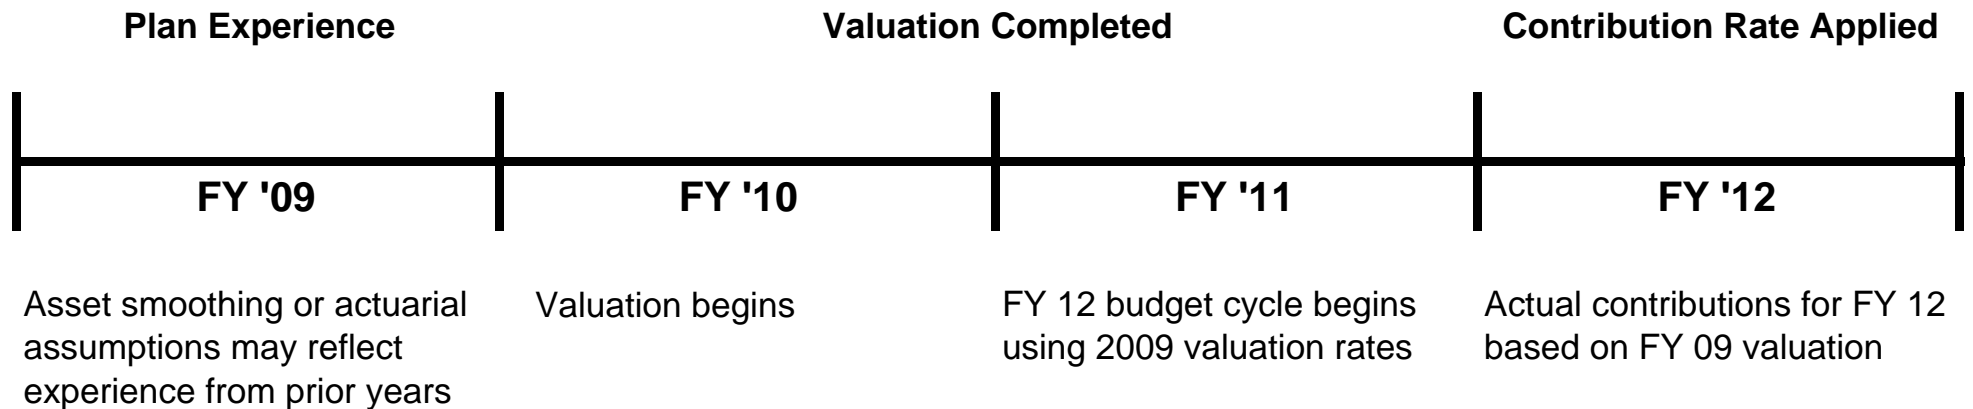 Plan Experience
Valuation Completed
Contribution Rate Applied
FY '09
FY '10
FY '11
FY '12
Asset smoothing or actuarial
assumptions may reflect
experience from prior years
Valuation begins
FY 12 budget cycle begins
using 2009 valuation rates
Actual contributions for FY 12
based on FY 09 valuation